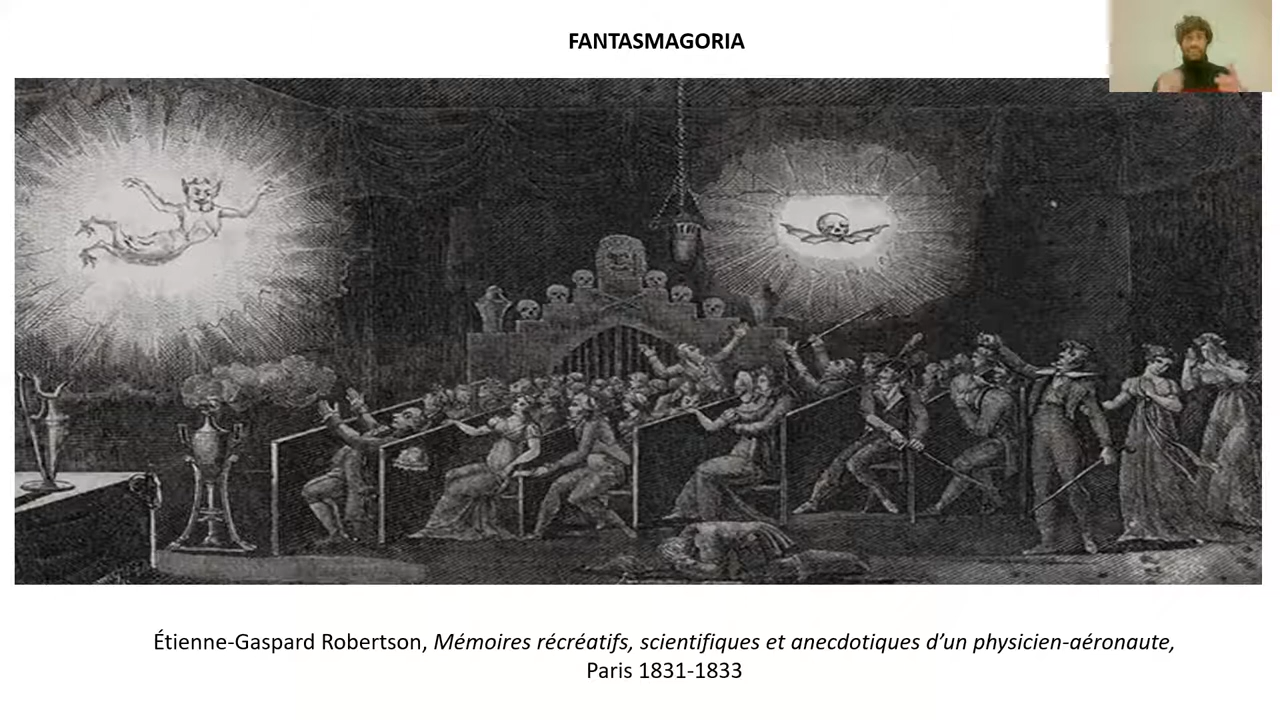 FANTASMAGORIA
Étienne-Gaspard Robertson, Mémoires récréatifs, scientifiques et anecdotiques d’un physicien-aéronaute,
Paris 1831-1833